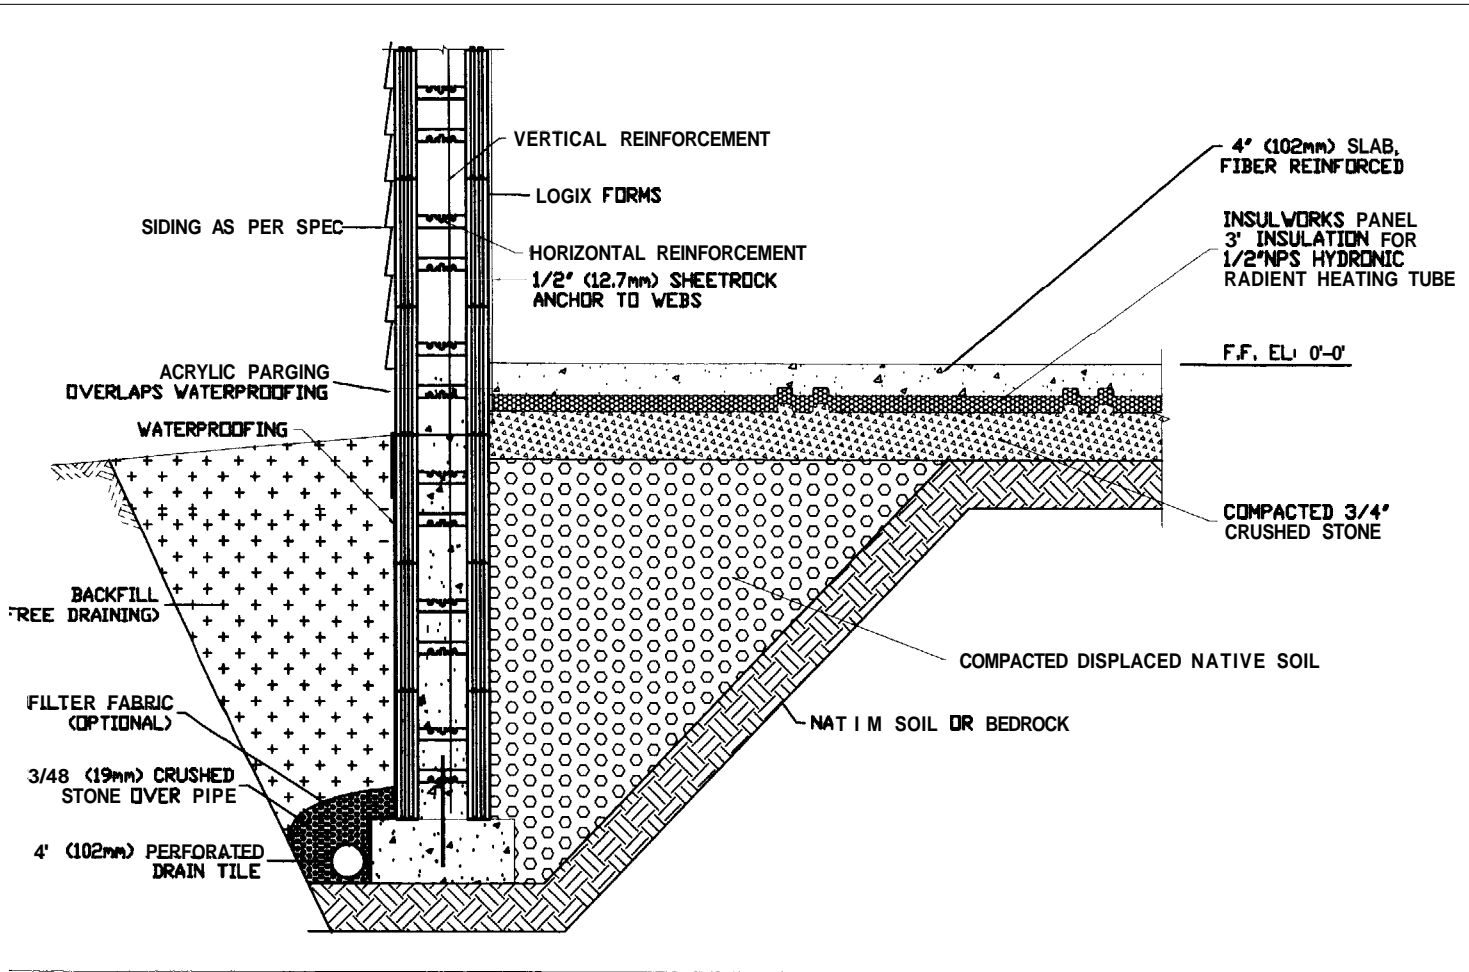 VERTICAL REINFORCEMENT
LOGIX FORMS
SIDING AS PER SPEC
HORIZONTAL REINFORCEMENT
1/2" (12.7mm) SHEETROCK
ANCHOR TO WEBS
4" (102mm) SLAB,
FIBER REINFORCED
INSULWORKS PANEL
3' INSULATION FOR
1/2"NPS HYDRONIC
RADIENT HEATING TUBE
F.F. EL: 0'-0'
ACRYLIC PARGING
OVERLAPS WATERPROOFING
WATERPROOFING
COMPACTED 3/4"
CRUSHED STONE
BACKFILL
REE DRAINING)
COMPACTED DISPLACED NATIVE SOIL
FILTER FABRIC
(OPTIONAL)
NATIM SOIL OR BEDROCK
3/48 (19mm) CRUSHED
STONE OVER PIPE
4' (102mm) PERFORATED
DRAIN TILE